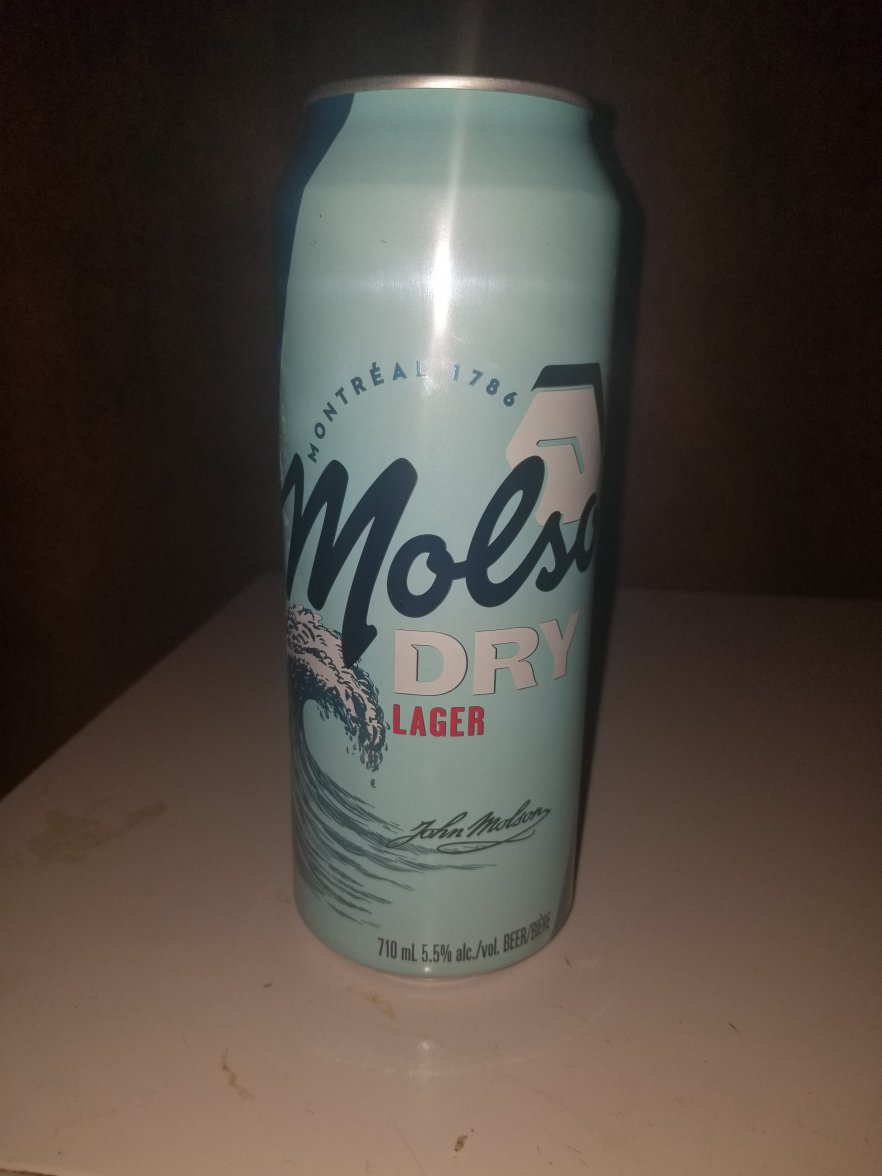 MONTRÉAL 1786
Molso
DRY
LAGER
John Molson
710 mL 5.5% alc./vol. BEER/BIÈRE